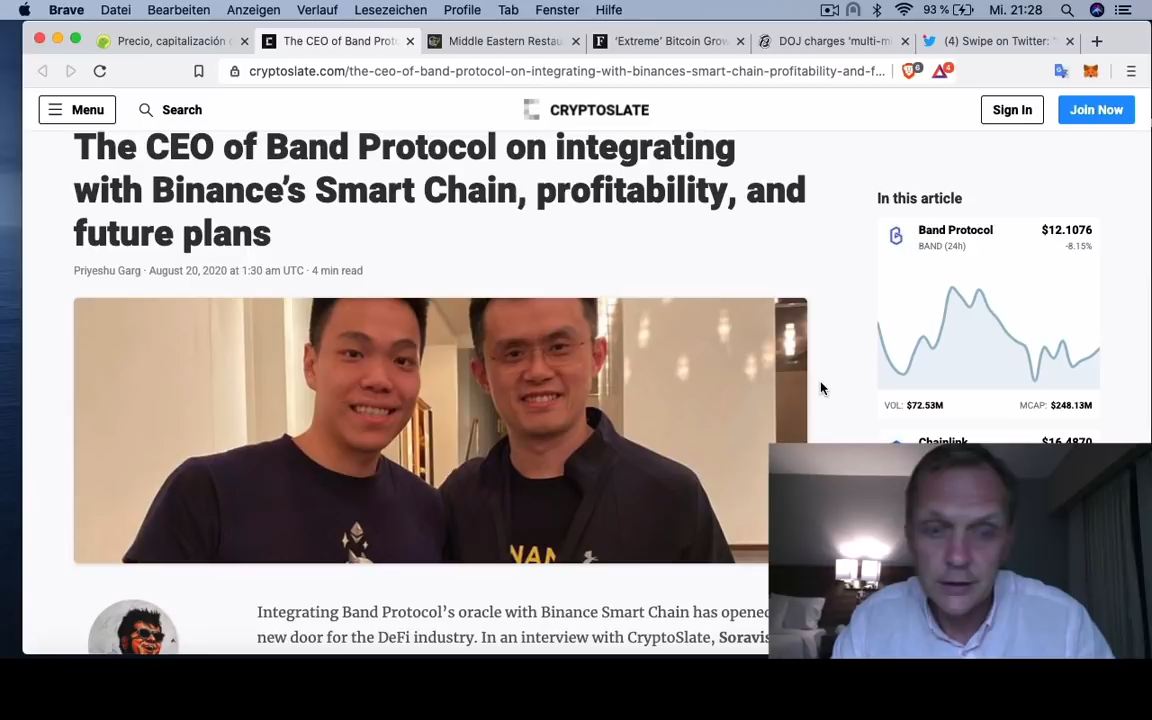 Brave Datei Bearbeiten Anzeigen Verlauf Lesezeichen Profile Tab Fenster Hilfe 93 % Mi. 21:28
Precio, capitalización The CEO of Band Prot Middle Eastern Restau 'Extreme' Bitcoin Grow DOJ charges 'multi-mi (4) Swipe on Twitter: "
cryptoslate.com/the-ceo-of-band-protocol-on-integrating-with-binances-smart-chain-profitability-and-f... 6 4
Menu Search CRYPTOSLATE Sign In Join Now
The CEO of Band Protocol on integrating
with Binance's Smart Chain, profitability, and
future plans
Priyeshu Garg · August 20, 2020 at 1:30 am UTC · 4 min read
In this article
Band Protocol $12.1076
BAND (24h) -8.15%
VOL: $72.53M MCAP: $248.13M
Chainlink $16.4870
NAN
Integrating Band Protocol's oracle with Binance Smart Chain has opened
new door for the DeFi industry. In an interview with CryptoSlate, Soravis